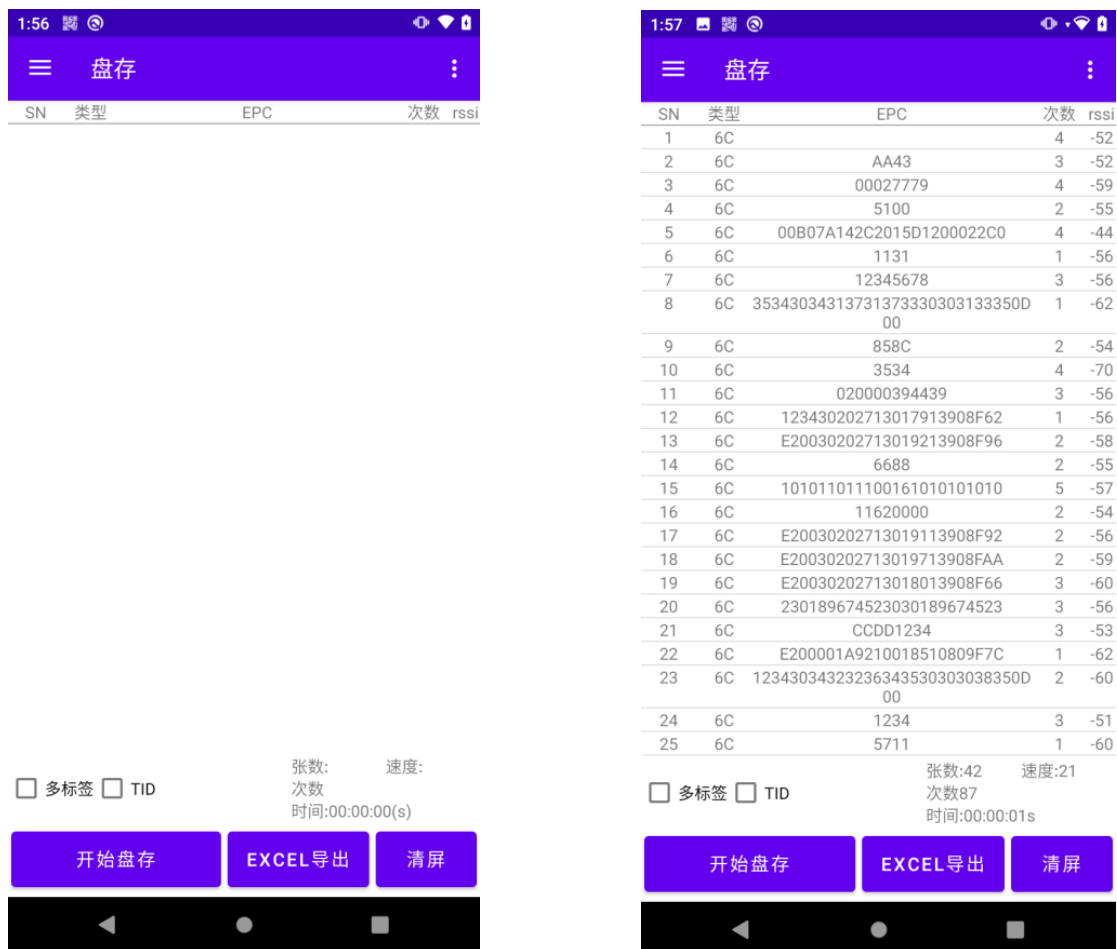 1:56
盘存
SN 类型 EPC 次数 rssi
多标签 TID
张数: 速度:
次数
时间:00:00:00(s)
开始盘存 EXCEL导出 清屏
1:57
盘存
SN 类型 EPC 次数 rssi
1 6C 4 -52
2 6C AA43 3 -52
3 6C 00027779 4 -59
4 6C 5100 2 -55
5 6C 00B07A142C2015D1200022C0 4 -44
6 6C 1131 1 -56
7 6C 12345678 3 -56
8 6C 3534303431373137333030313335​0D 1 -62
00
9 6C 858C 2 -54
10 6C 3534 4 -70
11 6C 020000394439 3 -56
12 6C 123430202713017913908F62 1 -56
13 6C E20030202713019213908F96 2 -58
14 6C 6688 2 -55
15 6C 101011011100161010101010 5 -57
16 6C 11620000 2 -54
17 6C E20030202713019113908F92 2 -56
18 6C E20030202713019713908FAA 2 -59
19 6C E20030202713018013908F66 3 -60
20 6C 230189674523030189674523 3 -56
21 6C CCDD1234 3 -53
22 6C E200001A9210018510809F7C 1 -62
23 6C 1234303432323634353030303835​0D 2 -60
00
24 6C 1234 3 -51
25 6C 5711 1 -60
多标签 TID
张数:42 速度:21
次数87
时间:00:00:01s
开始盘存 EXCEL导出 清屏